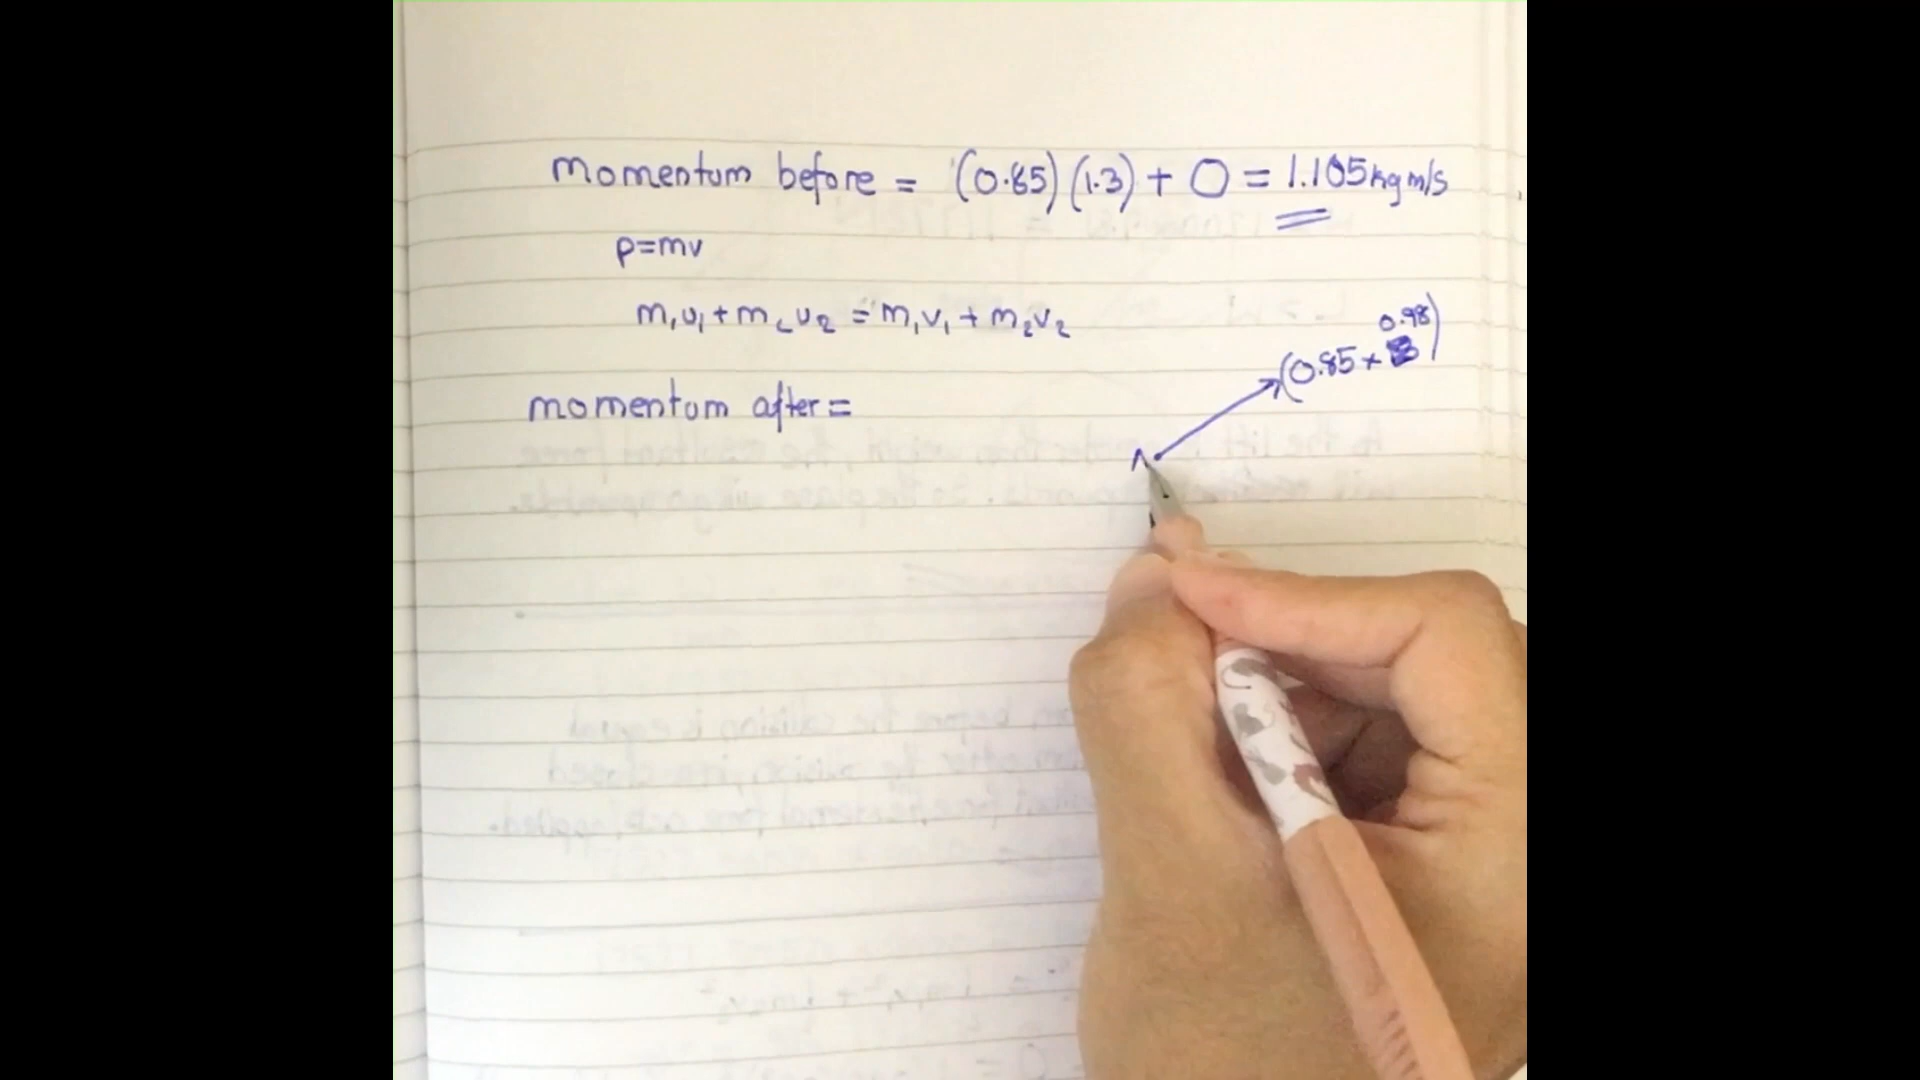 momentum before = (0.85)(1.3) + 0 = 1.105 kg m/s
p=mv
m₁u₁ + m₂u₂ = m₁v₁ + m₂v₂
0.98)
(0.85 ×
momentum after =